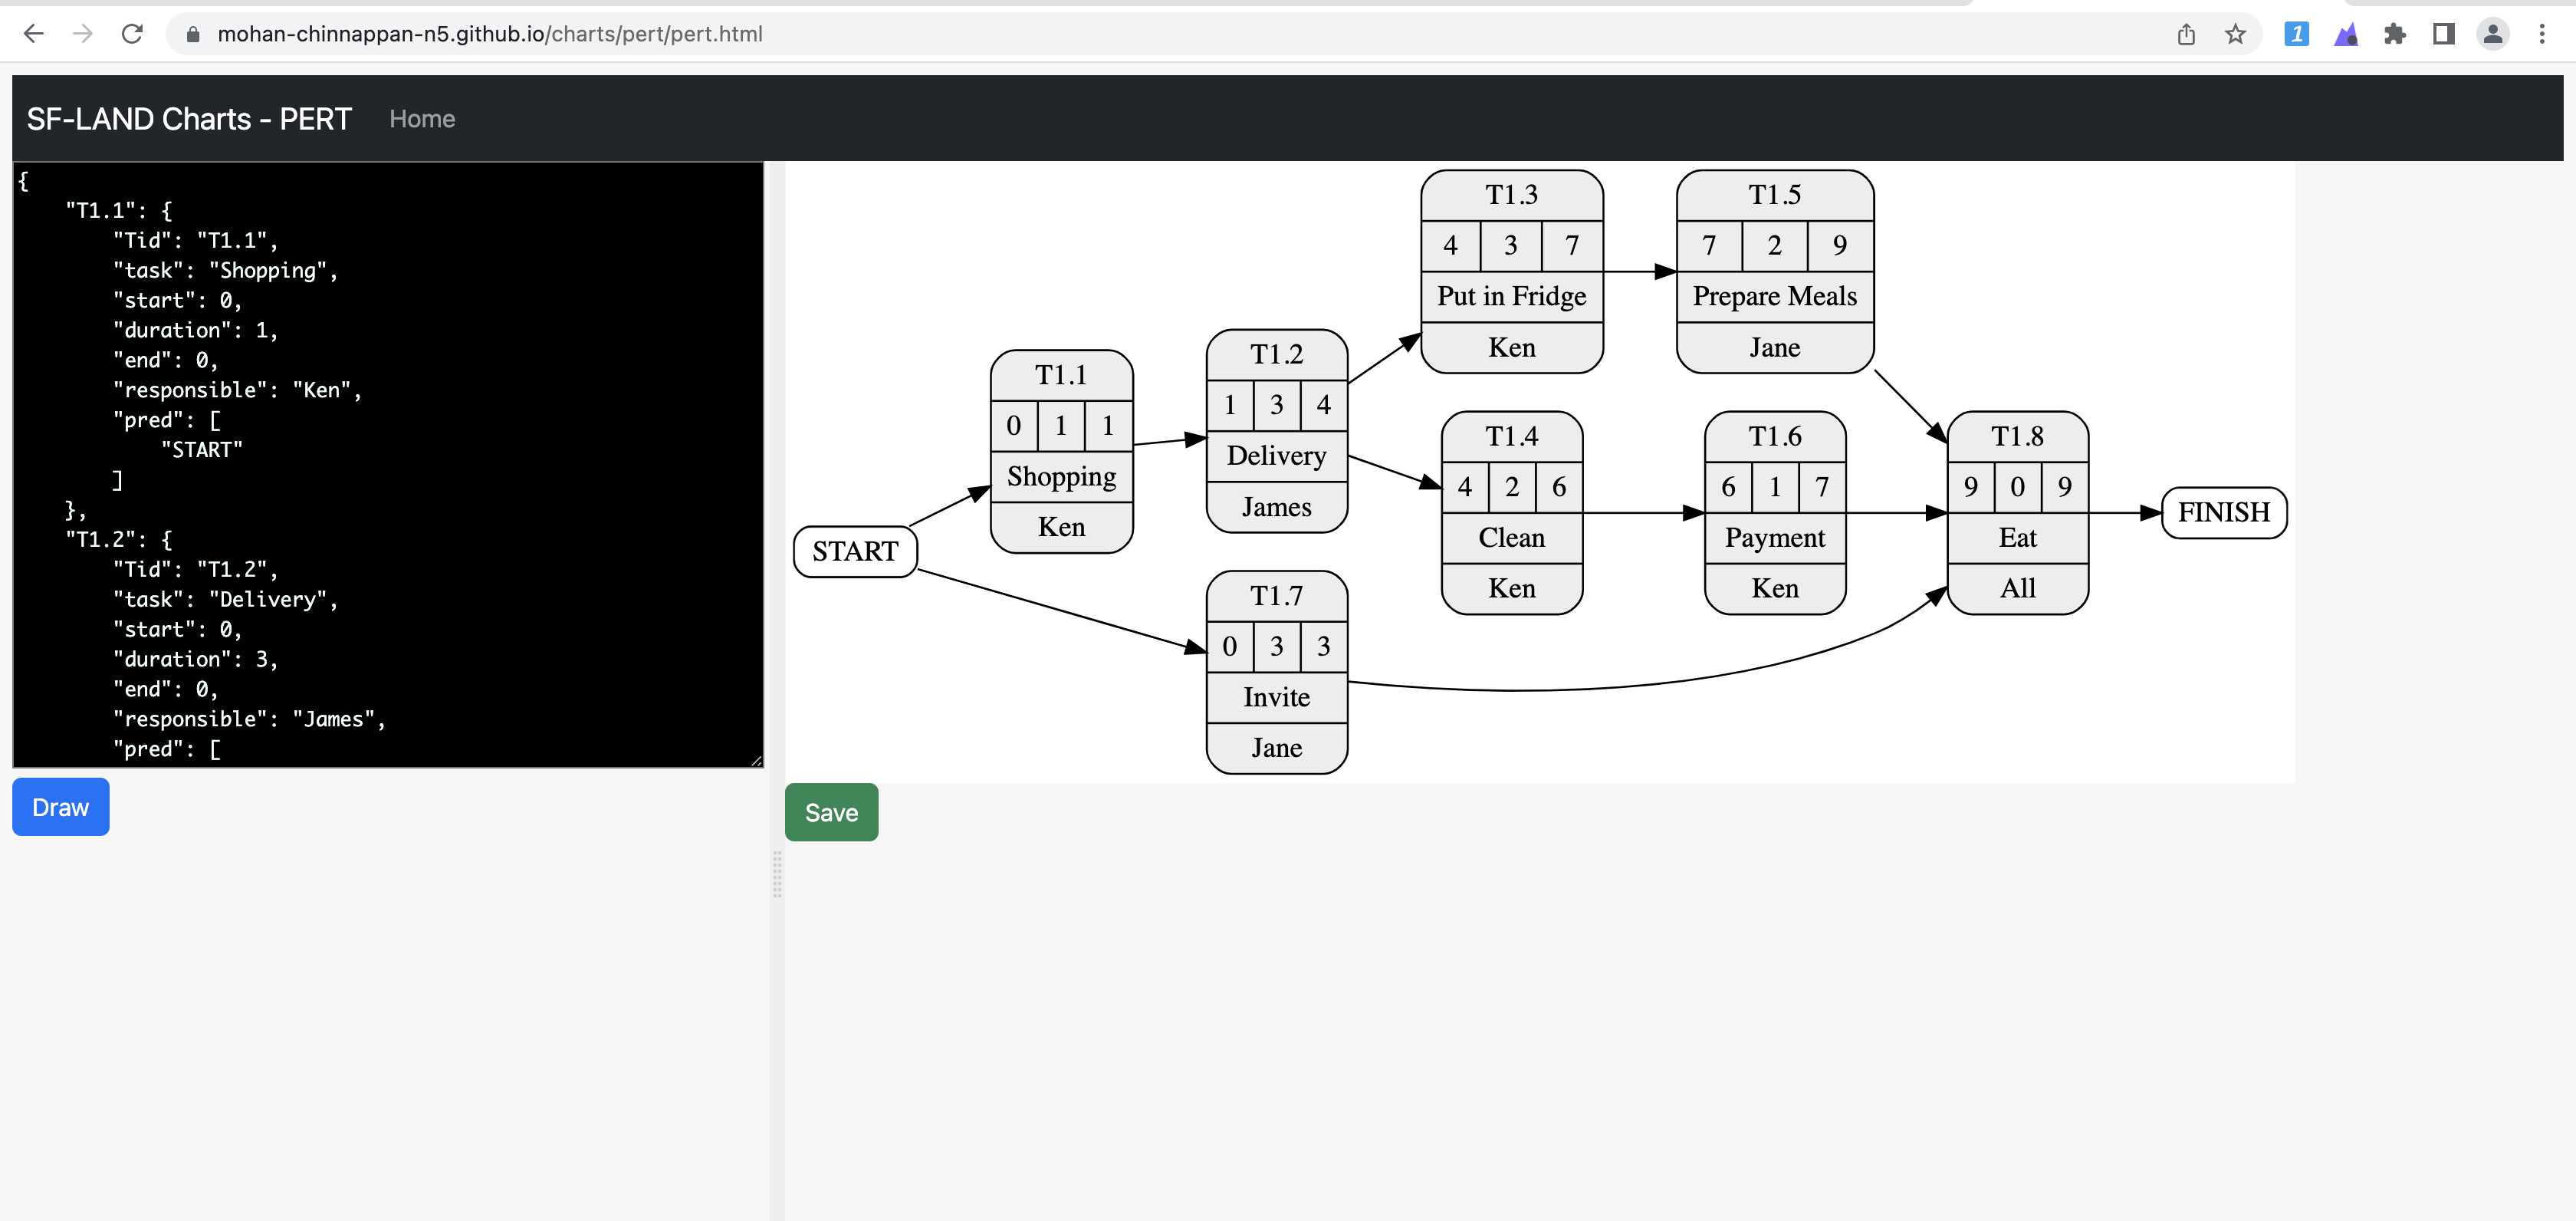 mohan-chinnappan-n5.github.io/charts/pert/pert.html
1
SF-LAND Charts - PERT Home
{
    "T1.1": {
        "Tid": "T1.1",
        "task": "Shopping",
        "start": 0,
        "duration": 1,
        "end": 0,
        "responsible": "Ken",
        "pred": [
            "START"
        ]
    },
    "T1.2": {
        "Tid": "T1.2",
        "task": "Delivery",
        "start": 0,
        "duration": 3,
        "end": 0,
        "responsible": "James",
        "pred": [
Draw
START
T1.1
0 1 1
Shopping
Ken
T1.2
1 3 4
Delivery
James
T1.3
4 3 7
Put in Fridge
Ken
T1.5
7 2 9
Prepare Meals
Jane
T1.4
4 2 6
Clean
Ken
T1.6
6 1 7
Payment
Ken
T1.7
0 3 3
Invite
Jane
T1.8
9 0 9
Eat
All
FINISH
Save